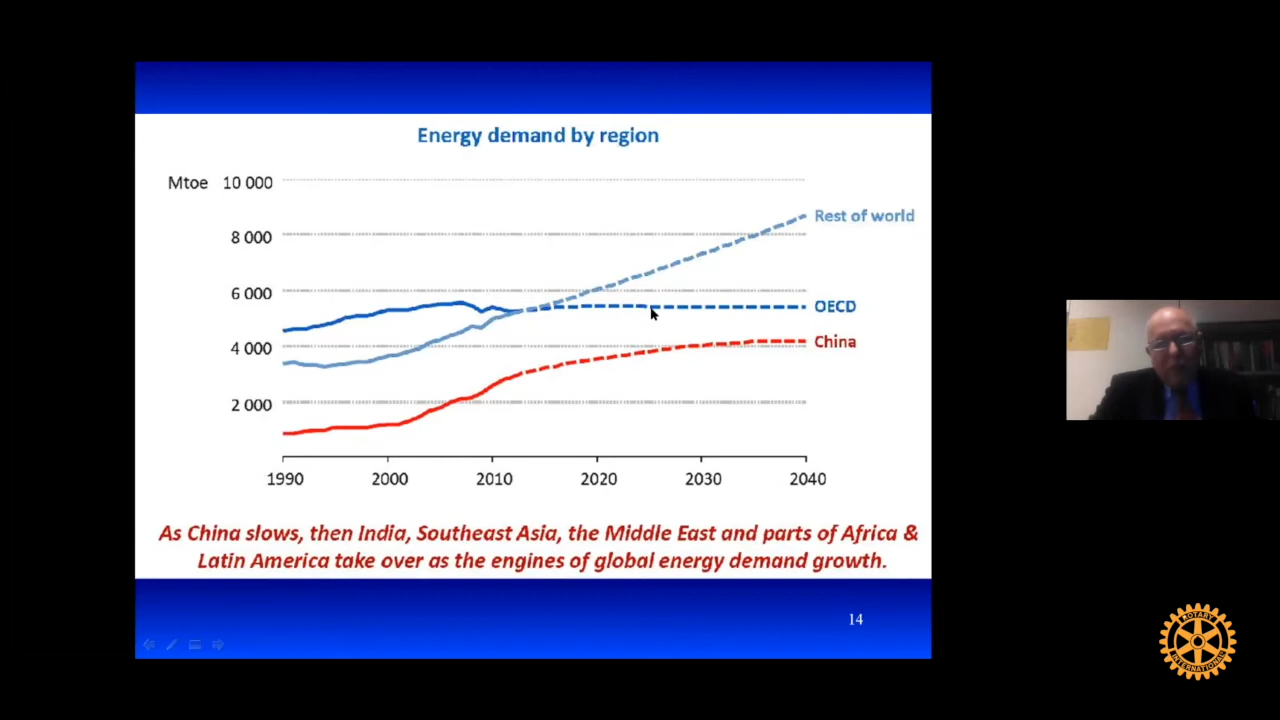 Energy demand by region
Mtoe 10 000
8 000
6 000
4 000
2 000
Rest of world
OECD
China
1990 2000 2010 2020 2030 2040
As China slows, then India, Southeast Asia, the Middle East and parts of Africa &
Latin America take over as the engines of global energy demand growth.
14
ROTARY
INTERNATIONAL